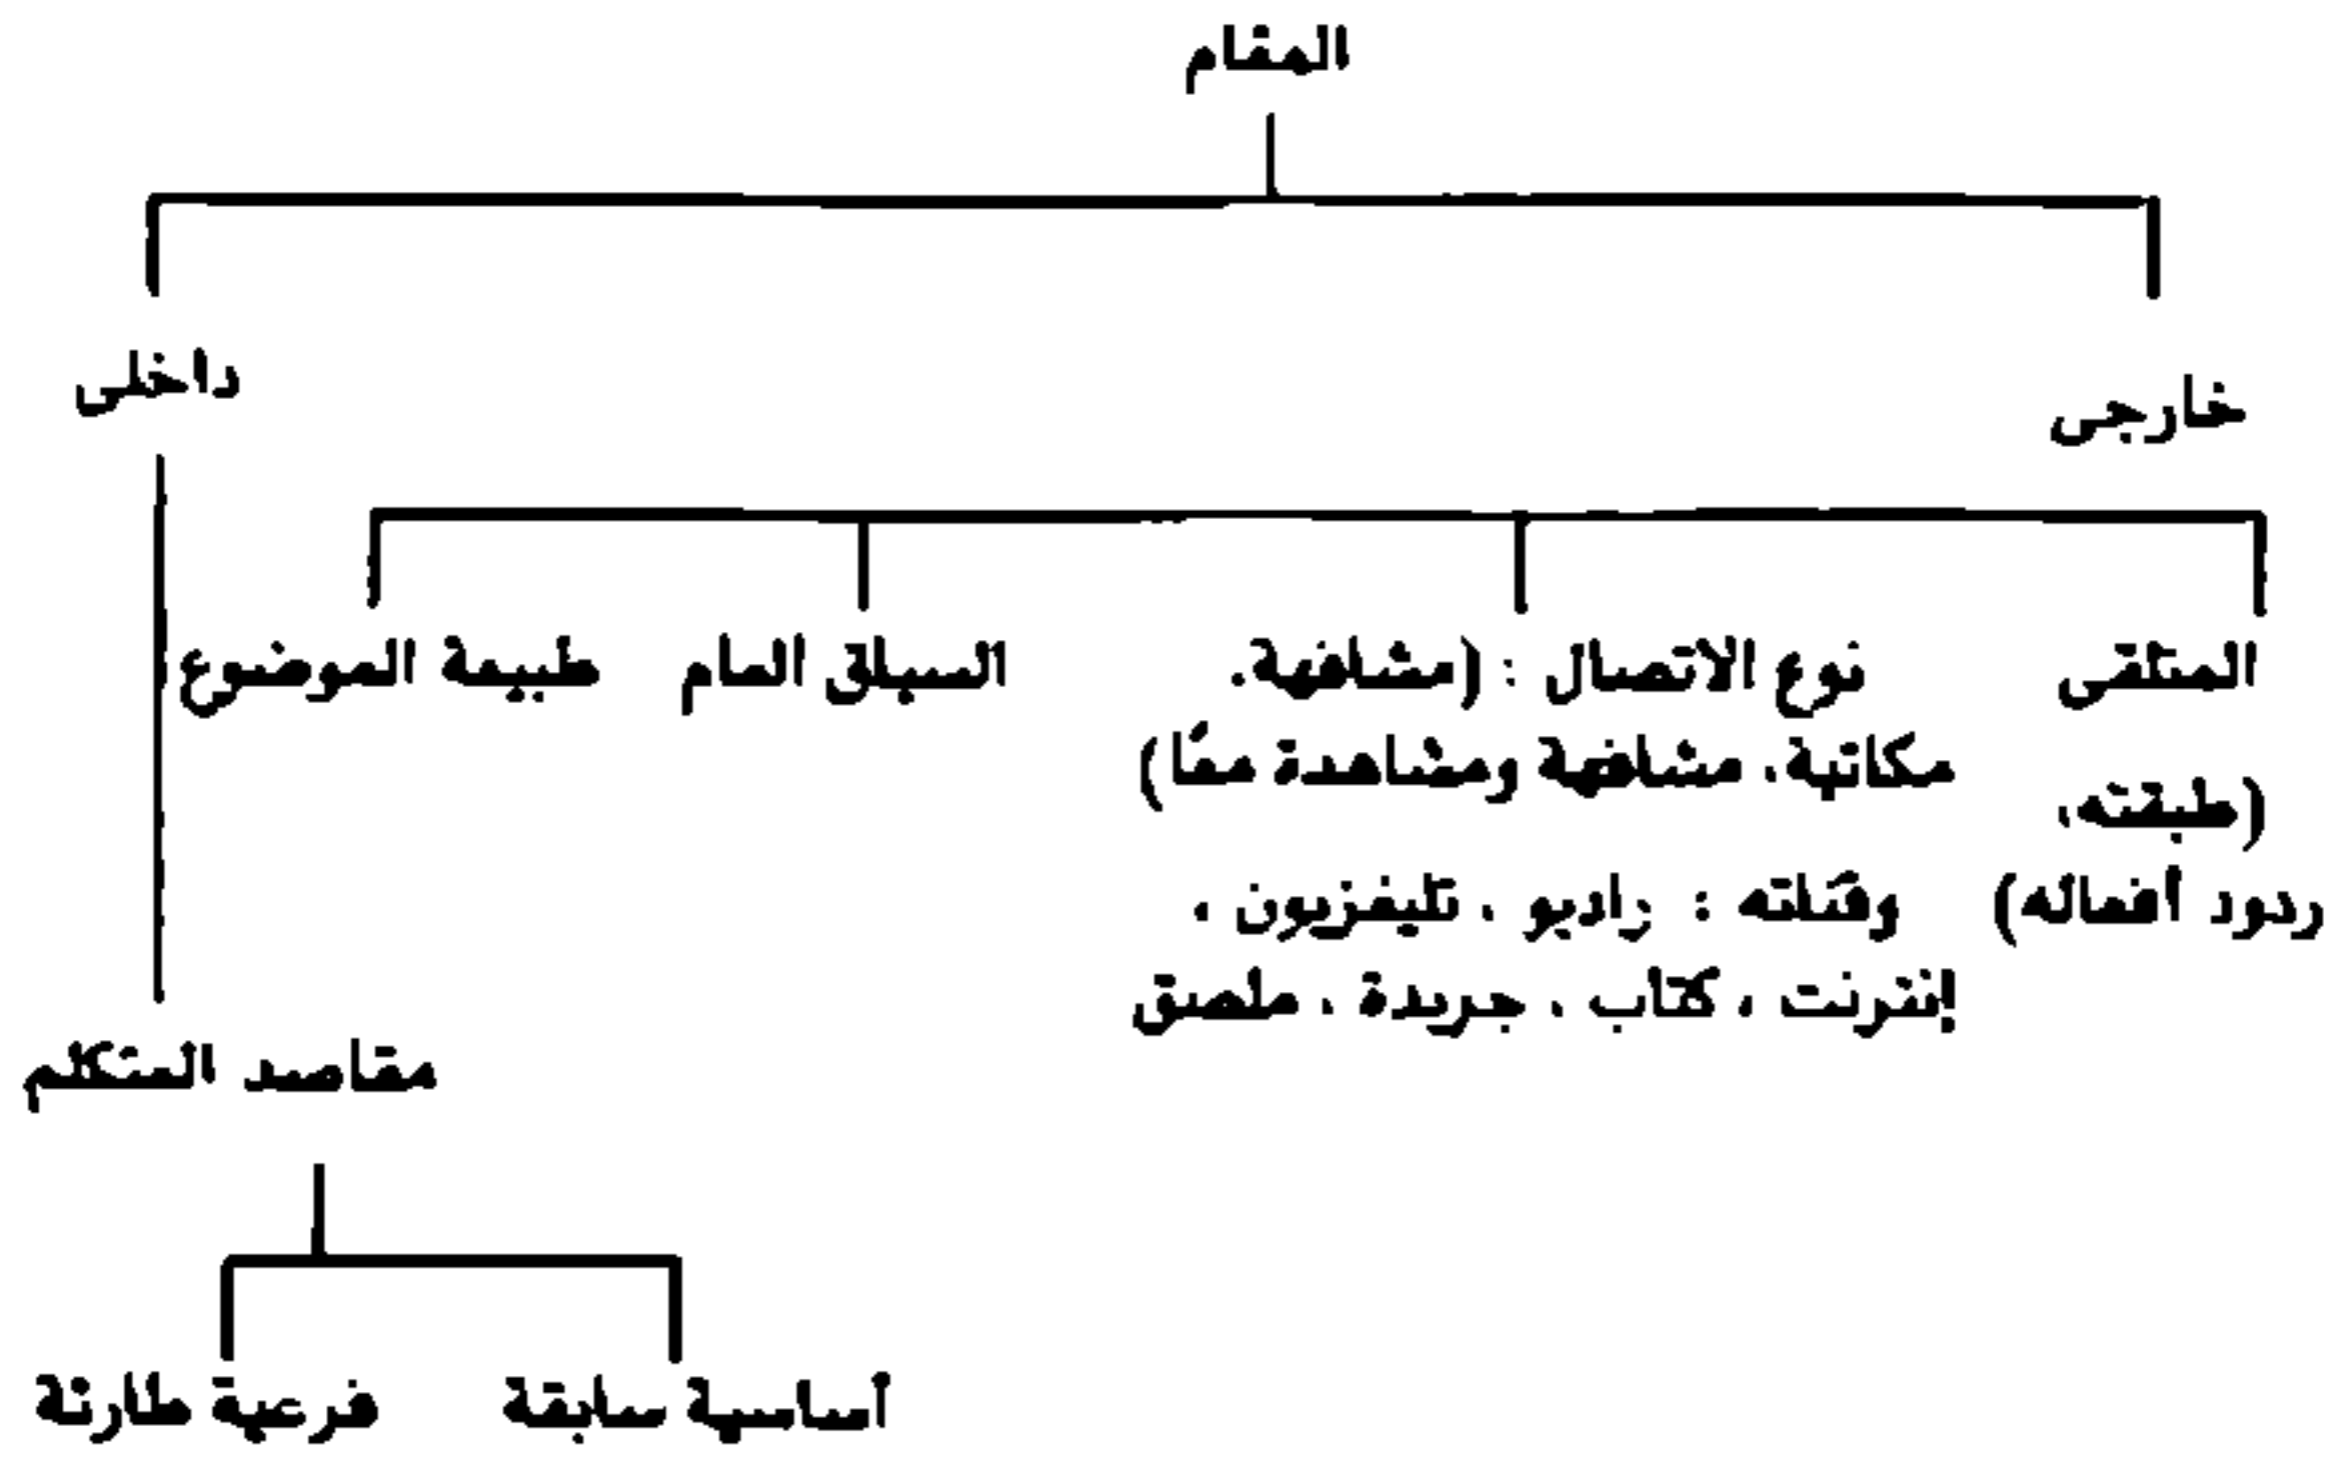 المقام
خارجى
داخلى
المتلقى
(طبقته،
ردود أفعاله)
نوع الاتصال : (مشافهة،
مكاتبة، مشافهة ومشاهدة معًا)
وقناته : راديو ، تليفزيون ،
إنترنت ، كتاب ، جريدة ، ملصق
السياق العام
طبيعة الموضوع
مقاصد المتكلم
أساسية سابقة
فرعية طارئة